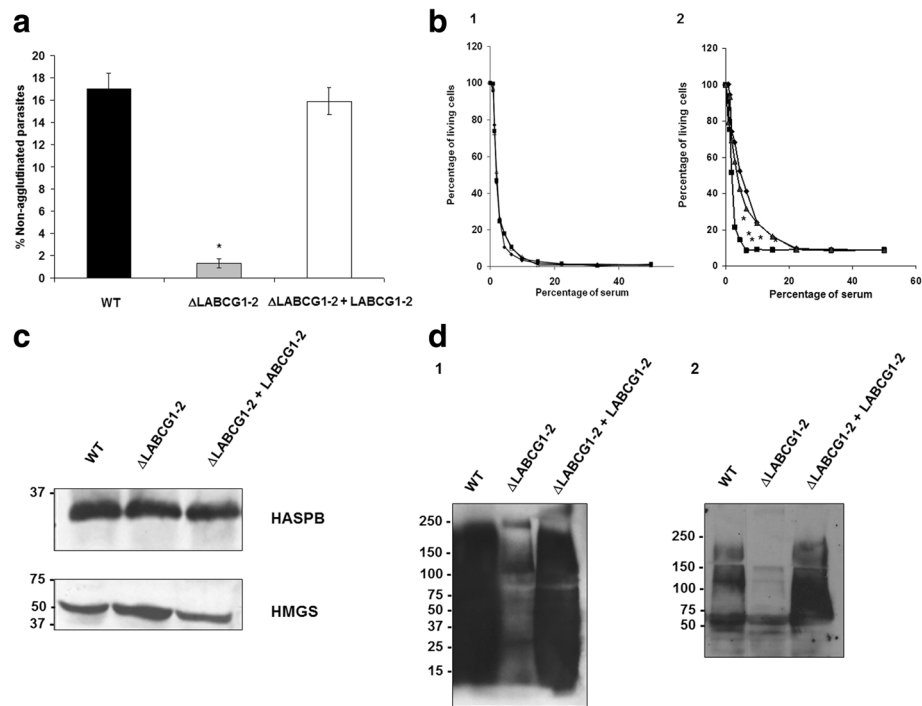 a
% Non-agglutinated parasites
20
18
16
14
12
10
8
6
4
2
0
*
WT
ΔLABCG1-2
ΔLABCG1-2 + LABCG1-2
b
1
Percentage of living cells
120
100
80
60
40
20
0
0
10
20
30
40
50
60
Percentage of serum
2
Percentage of living cells
120
100
80
60
40
20
0
*
*
*
*
*
0
20
40
60
Percentage of serum
c
WT
ΔLABCG1-2
ΔLABCG1-2 + LABCG1-2
37
HASPB
75
50
37
HMGS
d
1
WT
ΔLABCG1-2
ΔLABCG1-2 + LABCG1-2
250 -
150 -
100 -
75 -
50 -
37 -
25 -
15 -
2
WT
ΔLABCG1-2
ΔLABCG1-2 + LABCG1-2
250 -
150 -
100 -
75 -
50 -